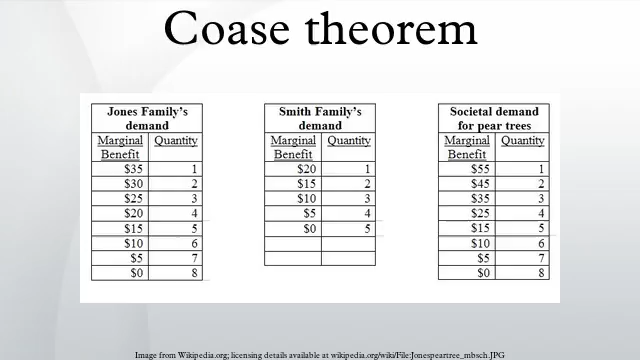 Coase theorem
Jones Family's
demand
Marginal
Benefit Quantity
$35 1
$30 2
$25 3
$20 4
$15 5
$10 6
$5 7
$0 8
Smith Family's
demand
Marginal
Benefit Quantity
$20 1
$15 2
$10 3
$5 4
$0 5
Societal demand
for pear trees
Marginal
Benefit Quantity
$55 1
$45 2
$35 3
$25 4
$15 5
$10 6
$5 7
$0 8
Image from Wikipedia.org; licensing details available at wikipedia.org/wiki/File:Jonespeartree_mbsch.JPG